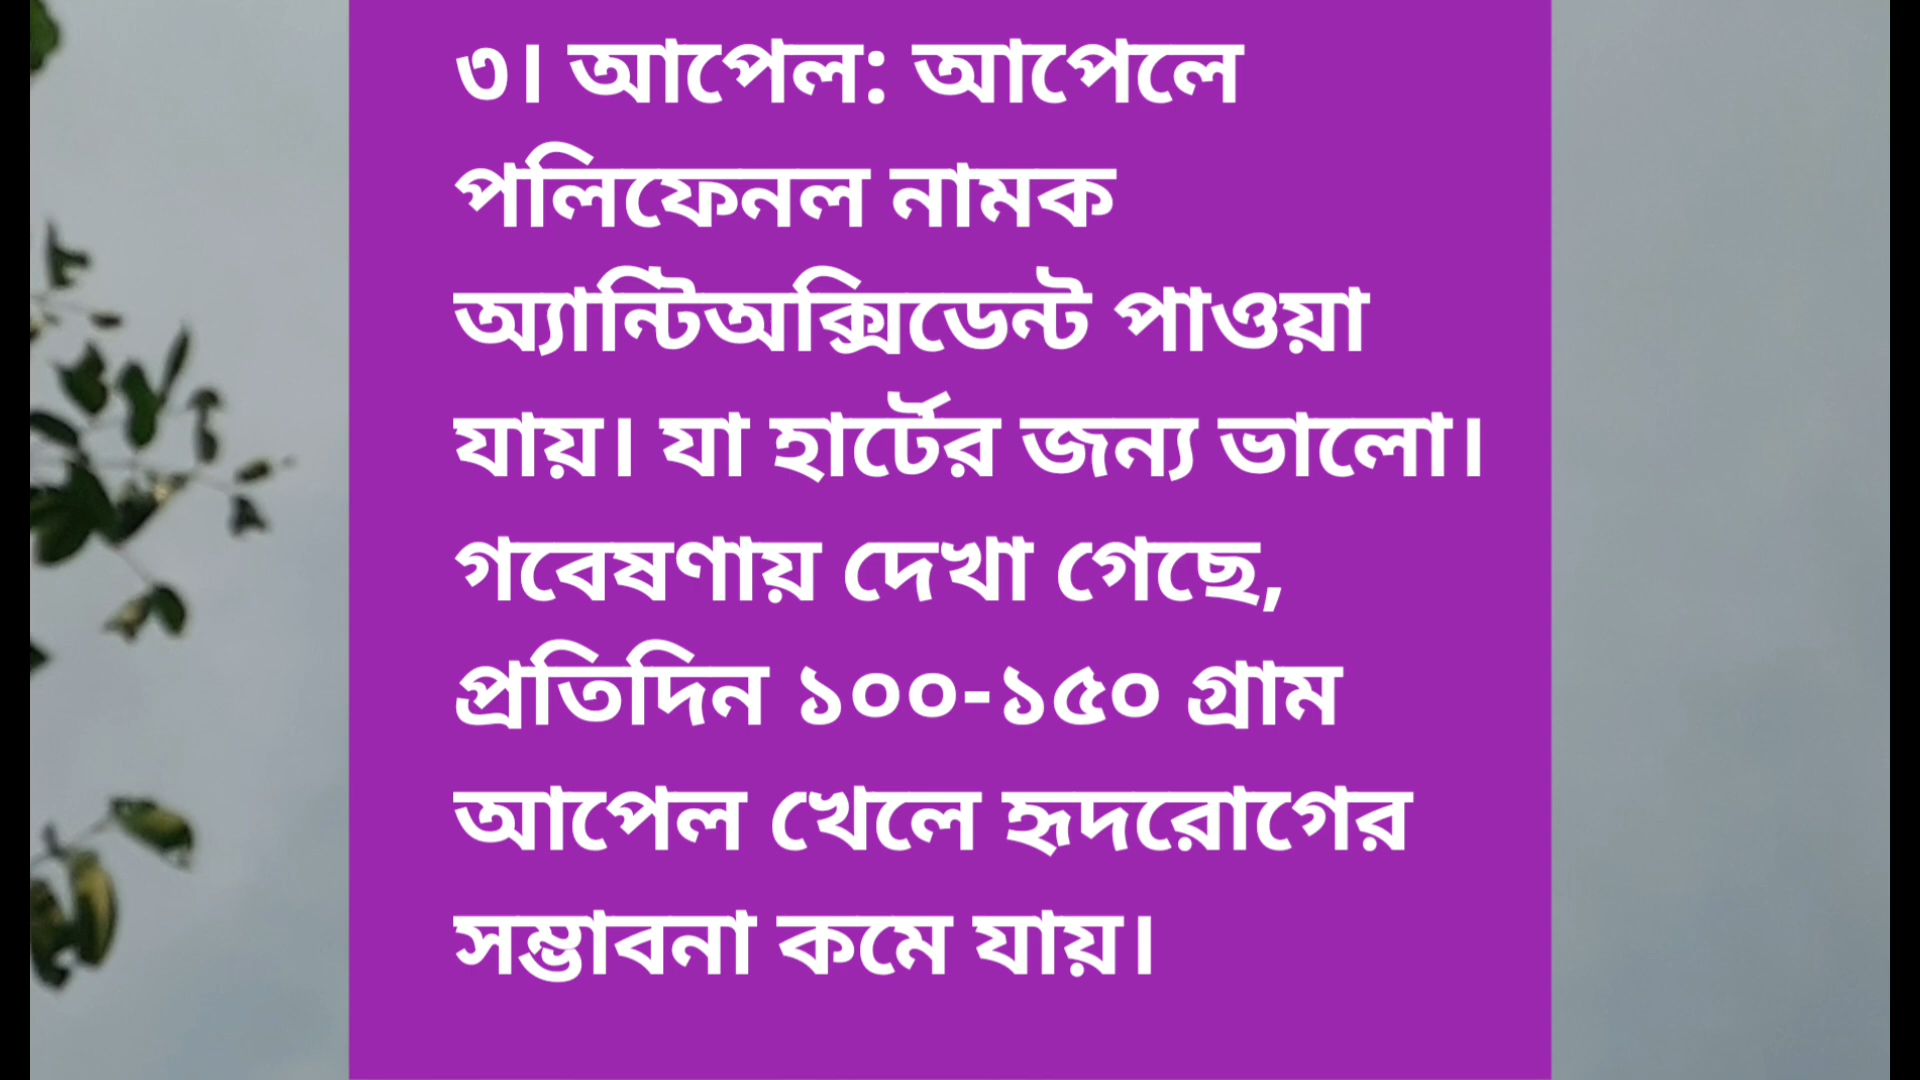 ৩। আপেল: আপেলে
পলিফেনল নামক
অ্যান্টিঅক্সিডেন্ট পাওয়া
যায়। যা হার্টের জন্য ভালো।
গবেষণায় দেখা গেছে,
প্রতিদিন ১০০-১৫০ গ্রাম
আপেল খেলে হৃদরোগের
সম্ভাবনা কমে যায়।